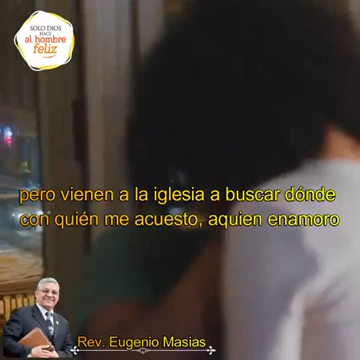 SOLO DIOS
HACE
al hombre
feliz
pero vienen a la iglesia a buscar dónde
con quién me acuesto, aquien enamoro
Rev. Eugenio Masias